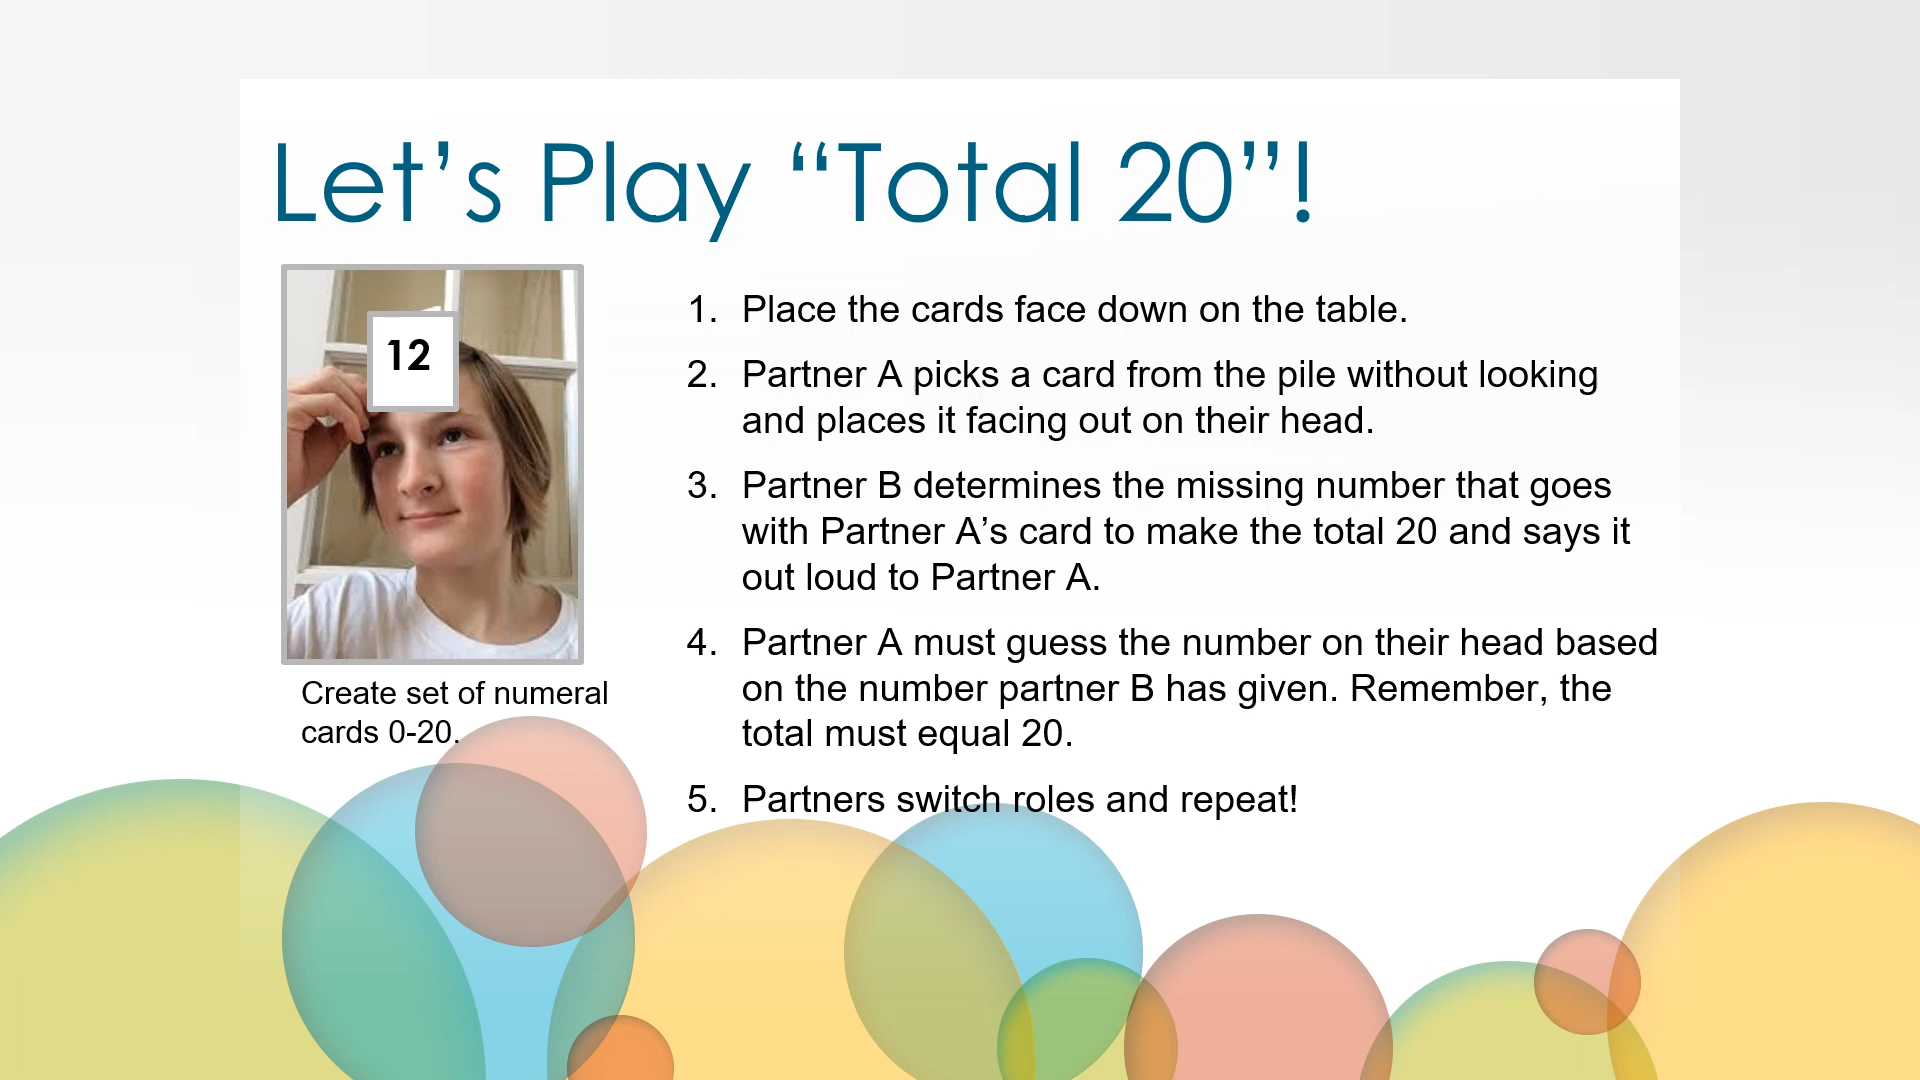 Let’s Play “Total 20”!
12
Create set of numeral
cards 0-20.
1. Place the cards face down on the table.
2. Partner A picks a card from the pile without looking
and places it facing out on their head.
3. Partner B determines the missing number that goes
with Partner A’s card to make the total 20 and says it
out loud to Partner A.
4. Partner A must guess the number on their head based
on the number partner B has given. Remember, the
total must equal 20.
5. Partners switch roles and repeat!